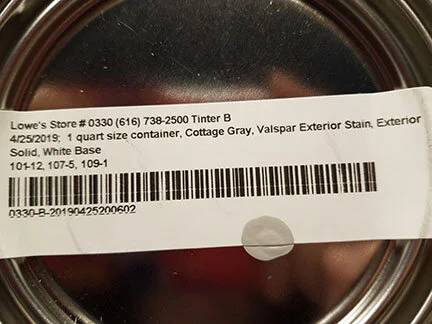 Lowe's Store # 0330 (616) 738-2500 Tinter B
4/25/2019; 1 quart size container, Cottage Gray, Valspar Exterior Stain, Exterior
Solid, White Base
101-12, 107-5, 109-1
0330-B-20190425200602